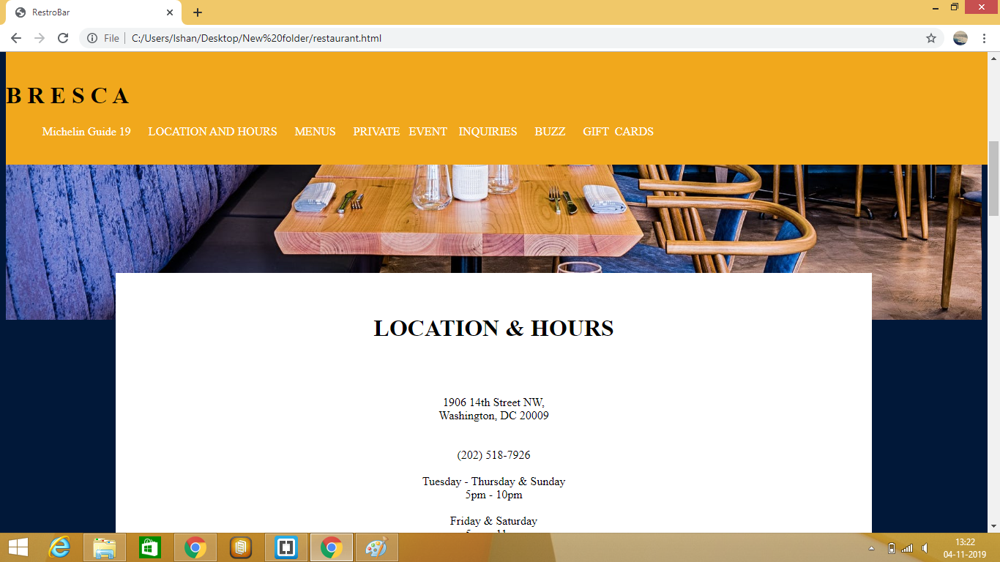 RestroBar
File C:/Users/Ishan/Desktop/New%20folder/restaurant.html
B R E S C A
Michelin Guide 19 LOCATION AND HOURS MENUS PRIVATE EVENT INQUIRIES BUZZ GIFT CARDS
LOCATION & HOURS
1906 14th Street NW,
Washington, DC 20009
(202) 518-7926
Tuesday - Thursday & Sunday
5pm - 10pm
Friday & Saturday
13:22
04-11-2019